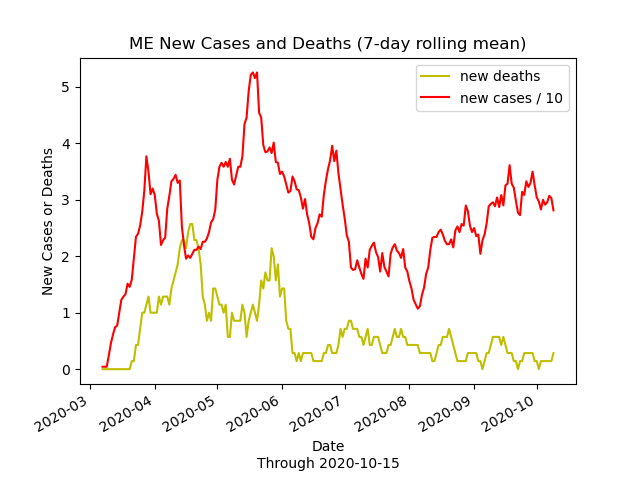 ME New Cases and Deaths (7-day rolling mean)
new deaths
new cases / 10
New Cases or Deaths
5
4
3
2
1
0
2020-03
2020-04
2020-05
2020-06
2020-07
2020-08
2020-09
2020-10
Date
Through 2020-10-15